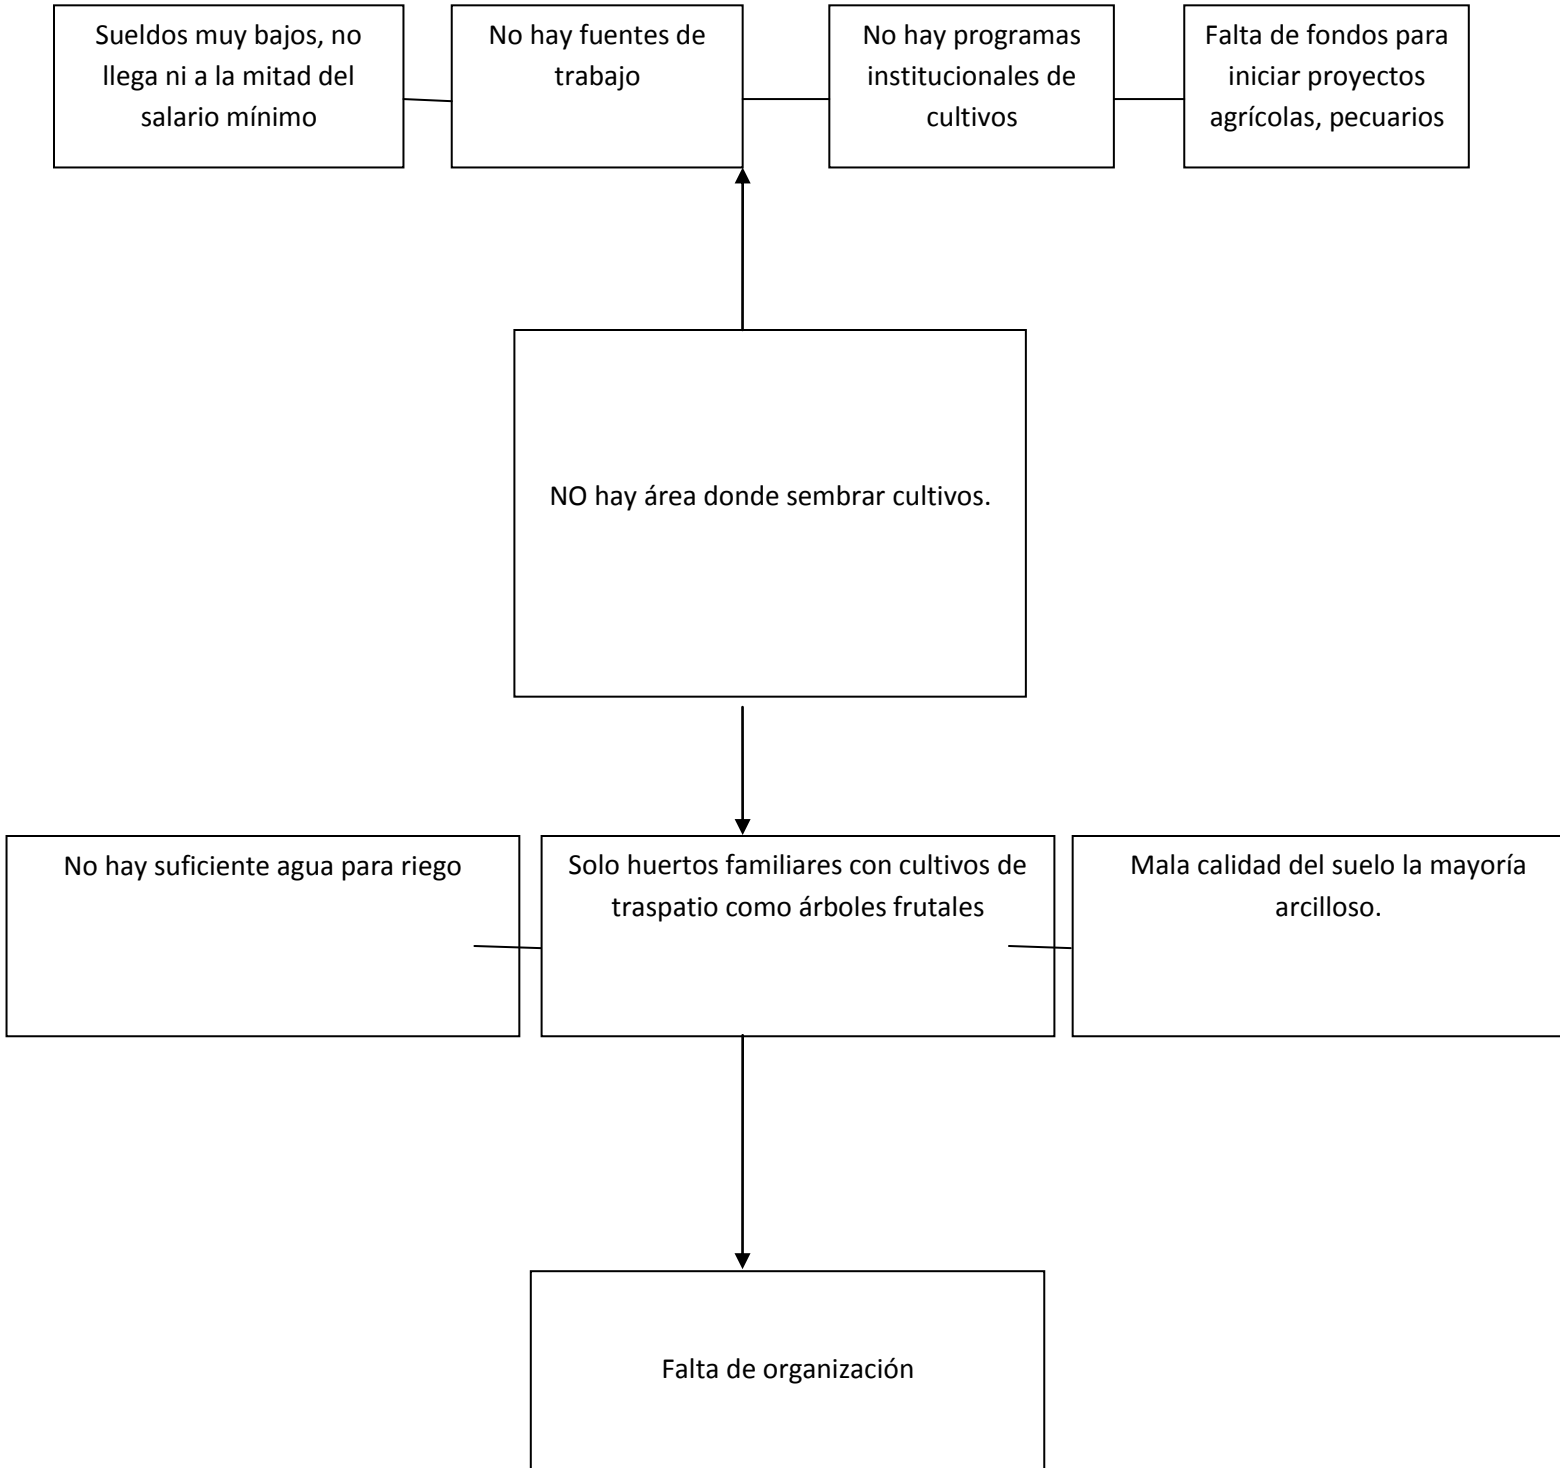 Sueldos muy bajos, no
llega ni a la mitad del
salario mínimo
No hay fuentes de
trabajo
No hay programas
institucionales de
cultivos
Falta de fondos para
iniciar proyectos
agrícolas, pecuarios
NO hay área donde sembrar cultivos.
No hay suficiente agua para riego
Solo huertos familiares con cultivos de
traspatio como árboles frutales
Mala calidad del suelo la mayoría
arcilloso.
Falta de organización